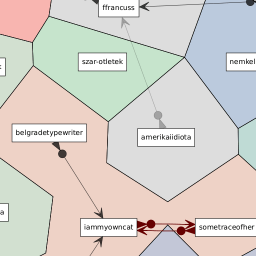 ffrancuss
szar-otletek
nemkel
amerikaiidiota
belgradetypewriter
a
iammyowncat
sometraceofher